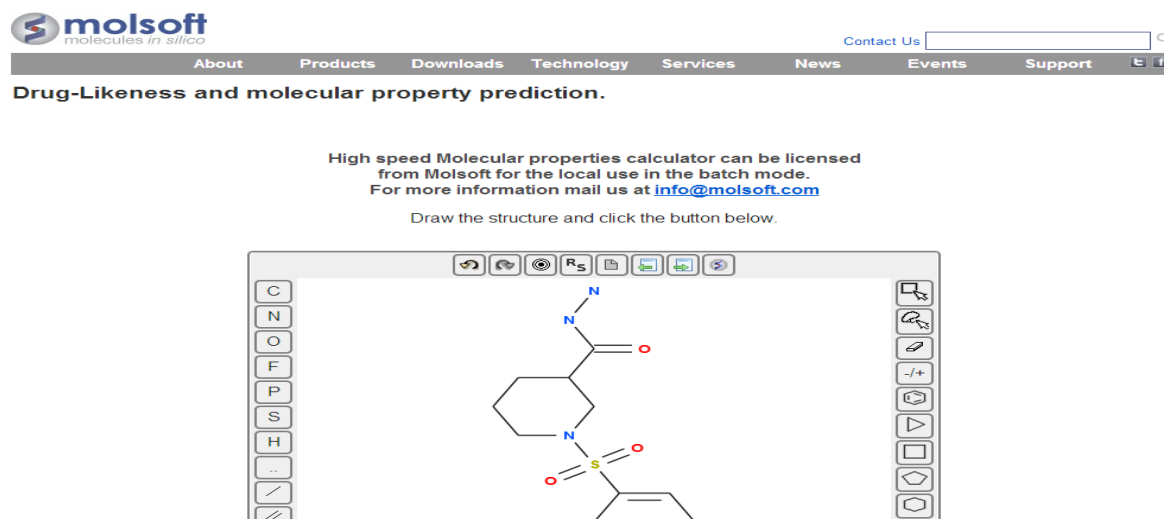 molsoft
molecules in silico
Contact Us
About Products Downloads Technology Services News Events Support
Drug-Likeness and molecular property prediction.
High speed Molecular properties calculator can be licensed
from Molsoft for the local use in the batch mode.
For more information mail us at info@molsoft.com
Draw the structure and click the button below.
RS
C
N
O
F
P
S
H
..
-/+
N
N
O
N
O
S
O